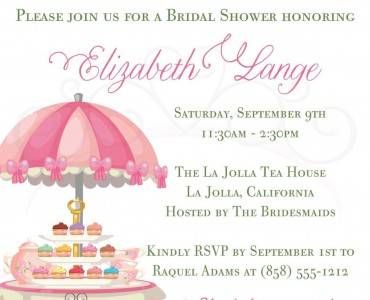 Please join us for a Bridal Shower honoring
Elizabeth Lange
Saturday, September 9th
11:30am - 2:30pm
The La Jolla Tea House
La Jolla, California
Hosted by The Bridesmaids
Kindly RSVP by September 1st to
Raquel Adams at (858) 555-1212